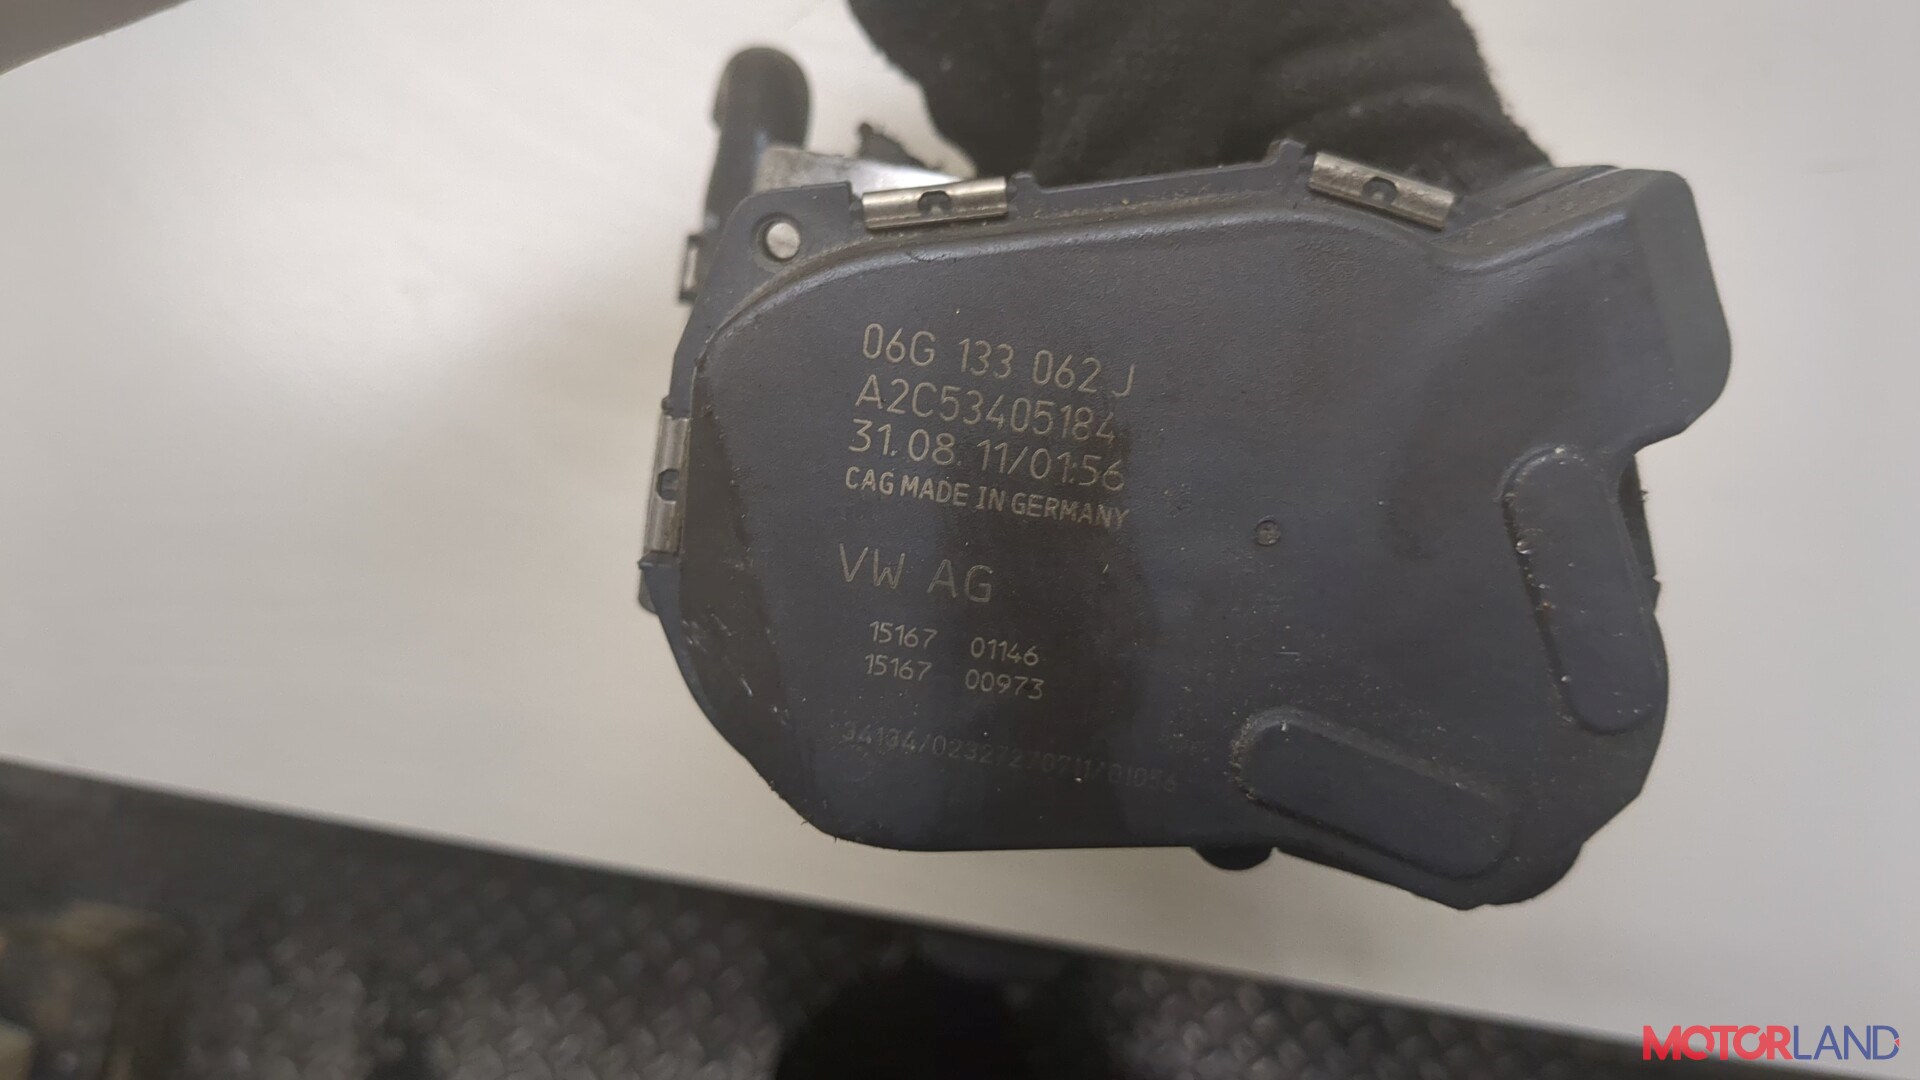 06G 133 062 J
A2C53405184
31.08.11/01:56
CAG MADE IN GERMANY
VW AG
15167 01146
15167 00973
MOTORLAND